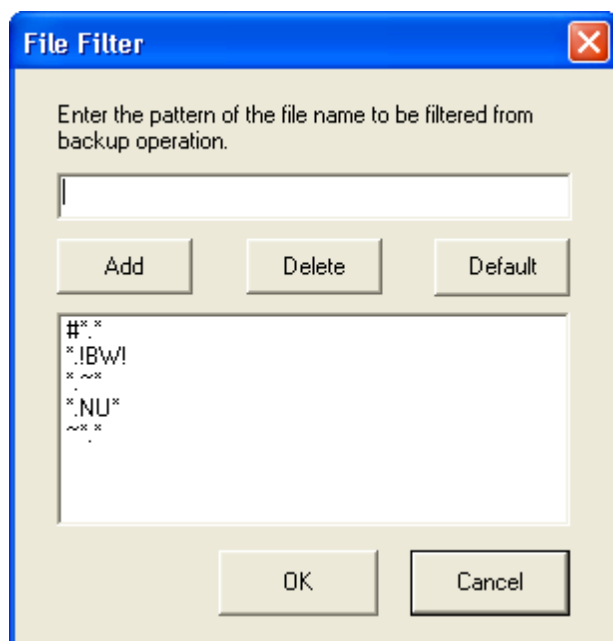 File Filter
Enter the pattern of the file name to be filtered from
backup operation.
Add Delete Default
#*.*
*.!BW!
*.~*
*.NU*
~*.*
OK Cancel